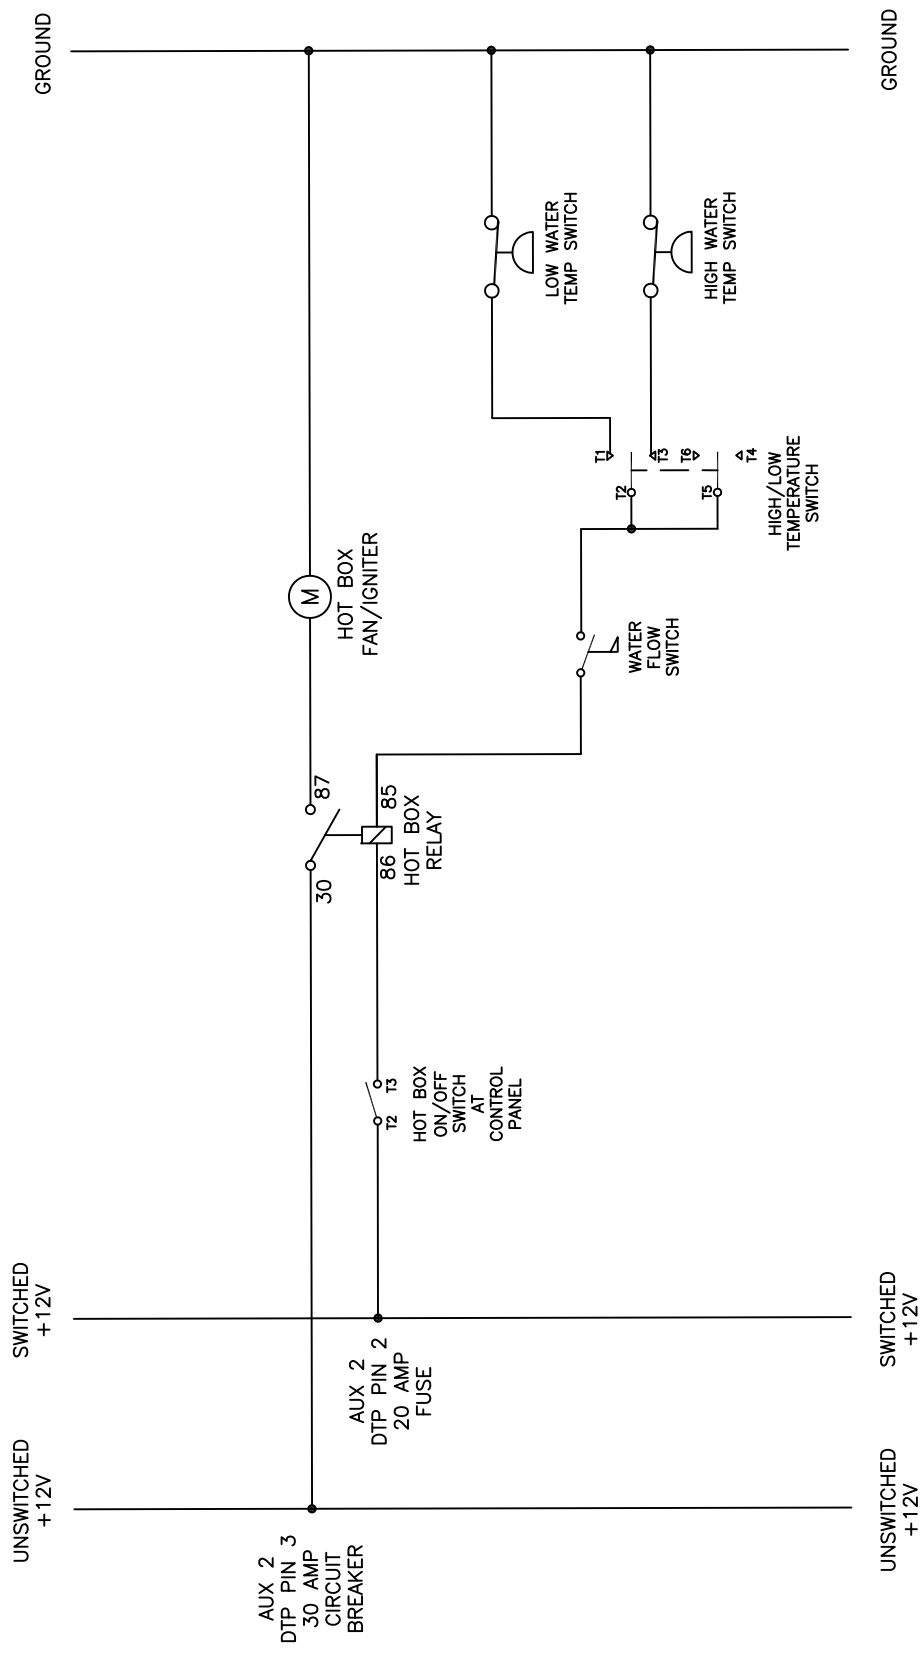 UNSWITCHED
+12V
SWITCHED
+12V
GROUND
AUX 2
DTP PIN 3
30 AMP
CIRCUIT
BREAKER
30
87
M
HOT BOX
FAN/IGNITER
AUX 2
DTP PIN 2
20 AMP
FUSE
T2
T3
HOT BOX
ON/OFF
SWITCH
AT
CONTROL
PANEL
86
85
HOT BOX
RELAY
LOW WATER
TEMP SWITCH
WATER
FLOW
SWITCH
T1
T2
T3
T6
T5
T4
HIGH/LOW
TEMPERATURE
SWITCH
HIGH WATER
TEMP SWITCH
UNSWITCHED
+12V
SWITCHED
+12V
GROUND